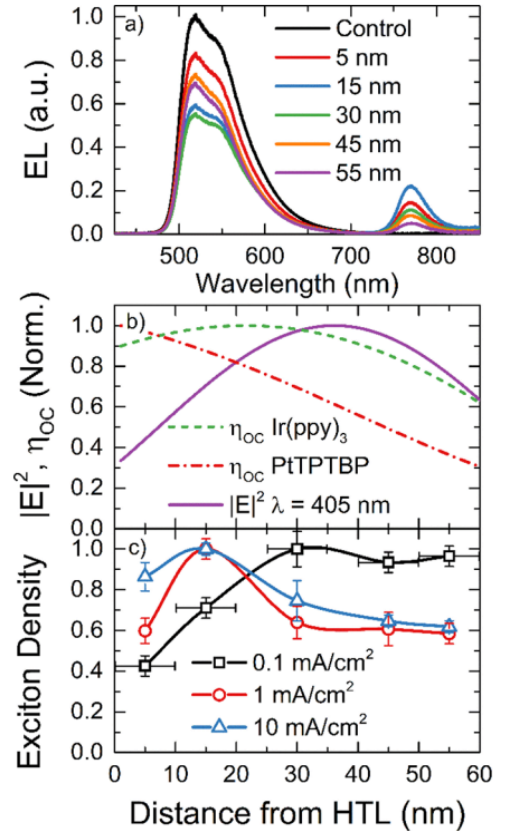 a)
Control
5 nm
15 nm
30 nm
45 nm
55 nm
EL (a.u.)
1.0
0.8
0.6
0.4
0.2
0.0
500 600 700 800
Wavelength (nm)
b)
|E|², ηOC (Norm.)
1.0
0.8
0.6
0.4
0.2
0.0
ηOC Ir(ppy)3
ηOC PtTPTBP
|E|² λ = 405 nm
c)
Exciton Density
1.0
0.8
0.6
0.4
0.2
0.0
0.1 mA/cm²
1 mA/cm²
10 mA/cm²
0 10 20 30 40 50 60
Distance from HTL (nm)